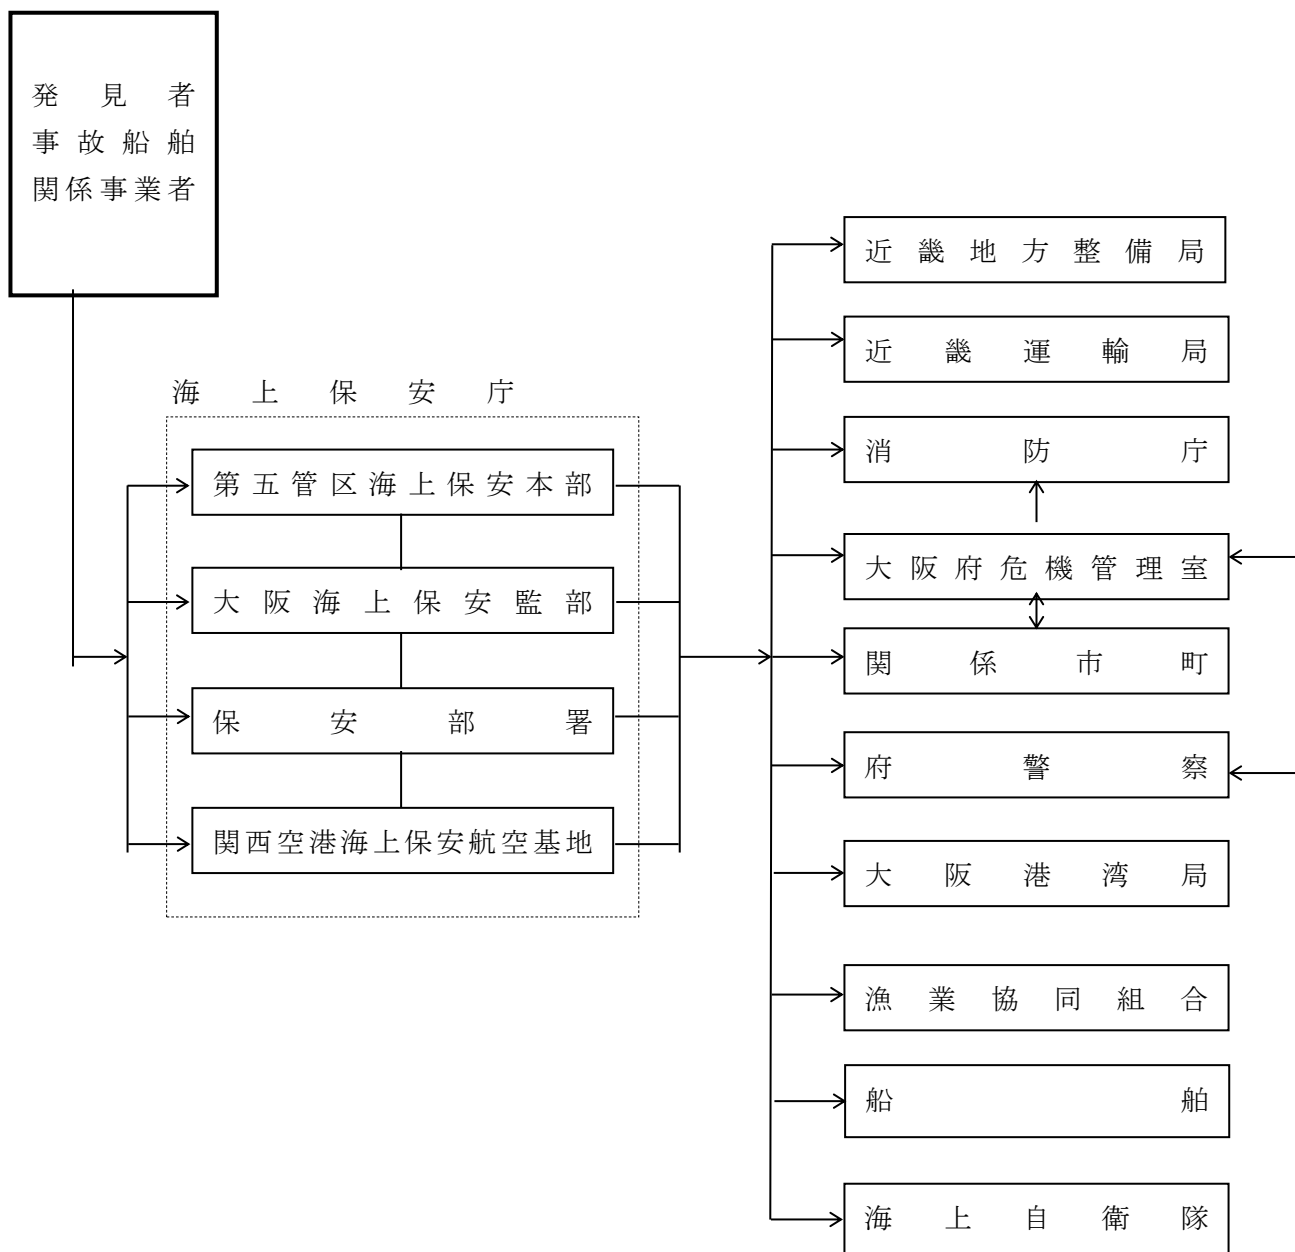 発見者
事故船舶
関係事業者
海上保安庁
第五管区海上保安本部
大阪海上保安監部
保安部署
関西空港海上保安航空基地
近畿地方整備局
近畿運輸局
消防庁
大阪府危機管理室
関係市町
府警察
大阪港湾局
漁業協同組合
船舶
海上自衛隊